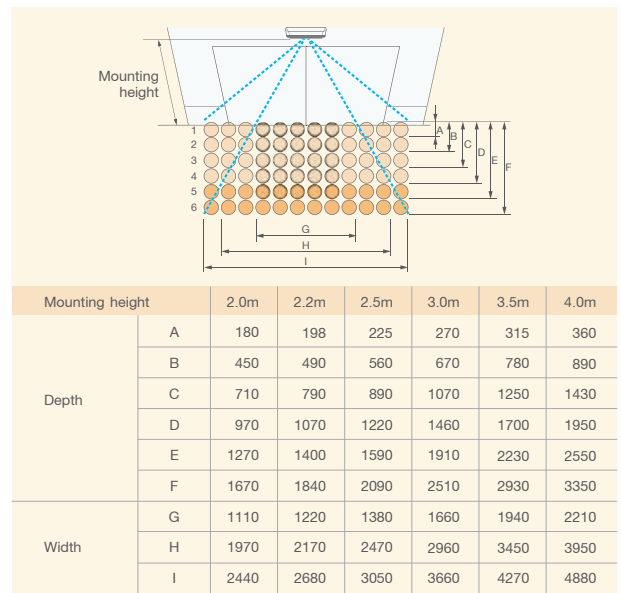 Mounting
height
1
2
3
4
5
6
A
B
C
D
E
F
G
H
I
Mounting height 2.0m 2.2m 2.5m 3.0m 3.5m 4.0m
Depth
A 180 198 225 270 315 360
B 450 490 560 670 780 890
C 710 790 890 1070 1250 1430
D 970 1070 1220 1460 1700 1950
E 1270 1400 1590 1910 2230 2550
F 1670 1840 2090 2510 2930 3350
Width
G 1110 1220 1380 1660 1940 2210
H 1970 2170 2470 2960 3450 3950
I 2440 2680 3050 3660 4270 4880